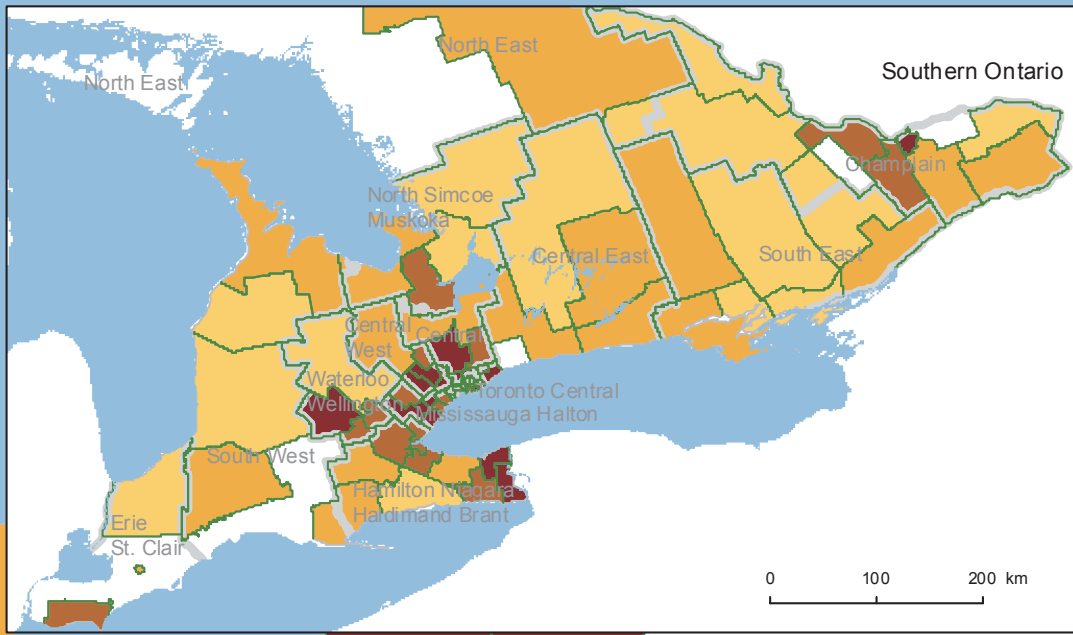 North East
Southern Ontario
North East
Champlain
North Simcoe
Muskoka
Central East
South East
Central
West
Central
Waterloo
Wellington
Toronto Central
Mississauga Halton
South West
Hamilton Niagara
Hardimand Brant
Erie
St. Clair
0 100 200 km